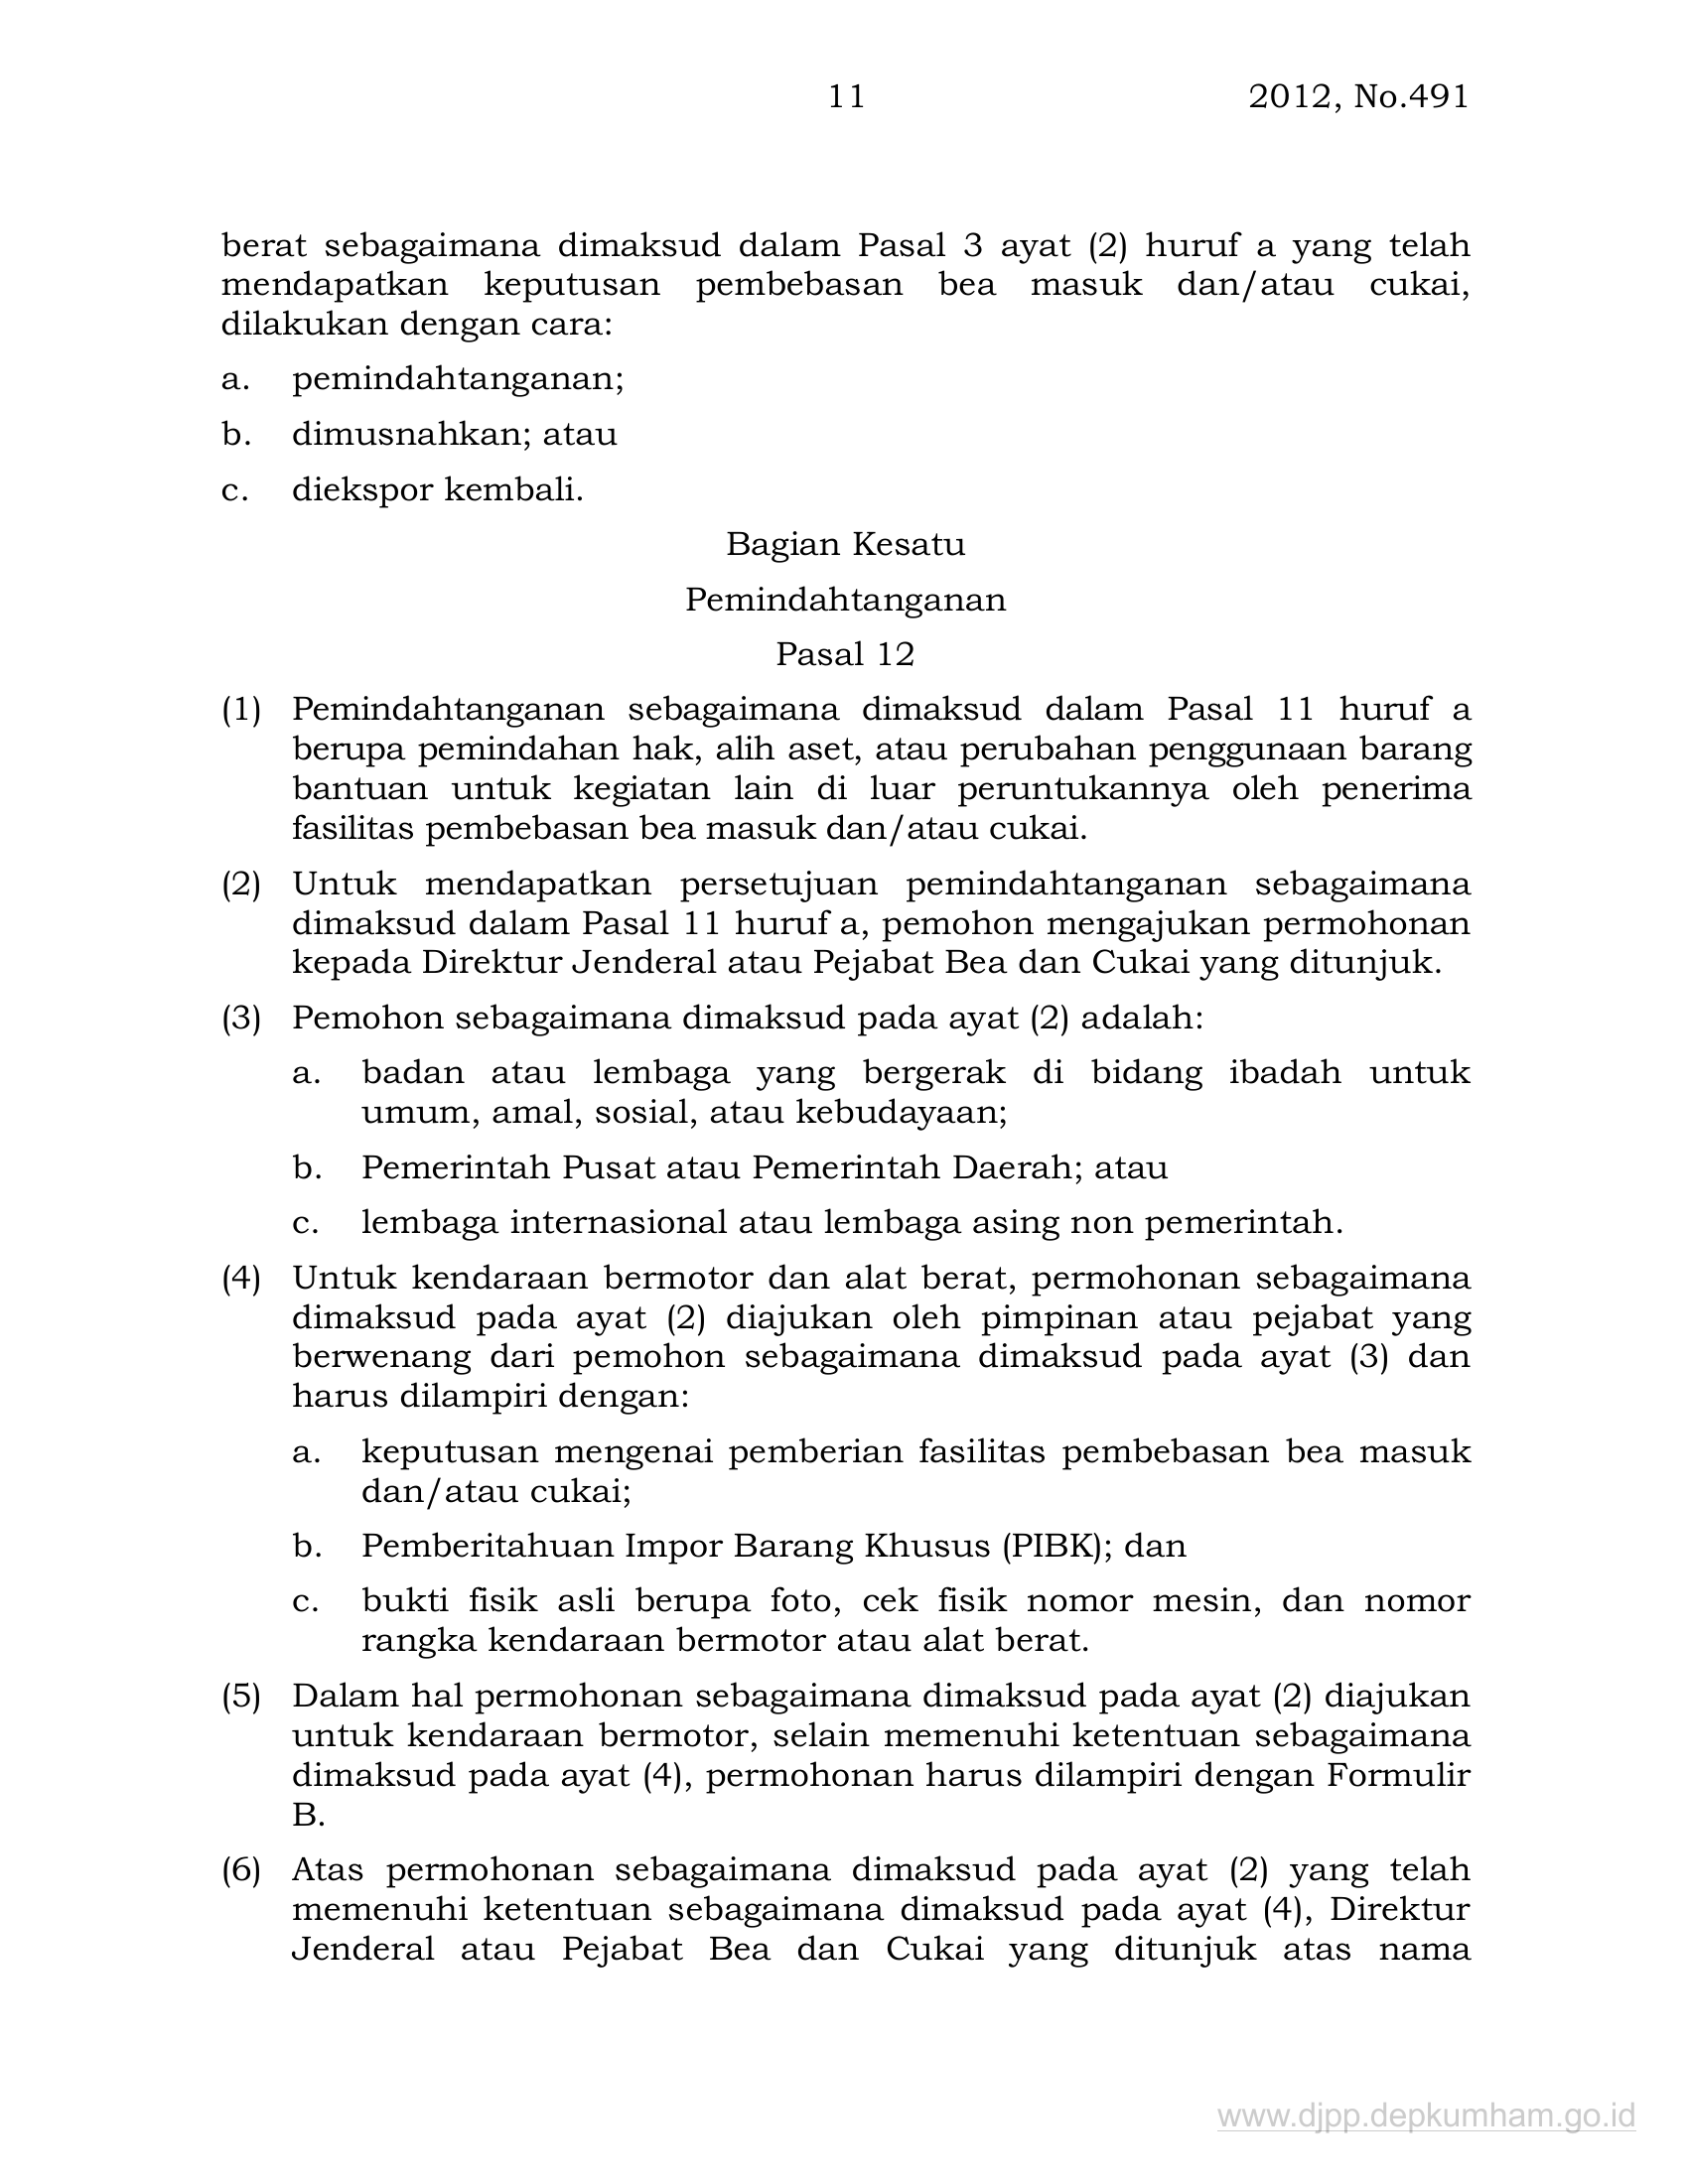 11 2012, No.491
berat sebagaimana dimaksud dalam Pasal 3 ayat (2) huruf a yang telah
mendapatkan keputusan pembebasan bea masuk dan/atau cukai,
dilakukan dengan cara:
a. pemindahtanganan;
b. dimusnahkan; atau
c. diekspor kembali.
Bagian Kesatu
Pemindahtanganan
Pasal 12
(1) Pemindahtanganan sebagaimana dimaksud dalam Pasal 11 huruf a
berupa pemindahan hak, alih aset, atau perubahan penggunaan barang
bantuan untuk kegiatan lain di luar peruntukannya oleh penerima
fasilitas pembebasan bea masuk dan/atau cukai.
(2) Untuk mendapatkan persetujuan pemindahtanganan sebagaimana
dimaksud dalam Pasal 11 huruf a, pemohon mengajukan permohonan
kepada Direktur Jenderal atau Pejabat Bea dan Cukai yang ditunjuk.
(3) Pemohon sebagaimana dimaksud pada ayat (2) adalah:
a. badan atau lembaga yang bergerak di bidang ibadah untuk
umum, amal, sosial, atau kebudayaan;
b. Pemerintah Pusat atau Pemerintah Daerah; atau
c. lembaga internasional atau lembaga asing non pemerintah.
(4) Untuk kendaraan bermotor dan alat berat, permohonan sebagaimana
dimaksud pada ayat (2) diajukan oleh pimpinan atau pejabat yang
berwenang dari pemohon sebagaimana dimaksud pada ayat (3) dan
harus dilampiri dengan:
a. keputusan mengenai pemberian fasilitas pembebasan bea masuk
dan/atau cukai;
b. Pemberitahuan Impor Barang Khusus (PIBK); dan
c. bukti fisik asli berupa foto, cek fisik nomor mesin, dan nomor
rangka kendaraan bermotor atau alat berat.
(5) Dalam hal permohonan sebagaimana dimaksud pada ayat (2) diajukan
untuk kendaraan bermotor, selain memenuhi ketentuan sebagaimana
dimaksud pada ayat (4), permohonan harus dilampiri dengan Formulir
B.
(6) Atas permohonan sebagaimana dimaksud pada ayat (2) yang telah
memenuhi ketentuan sebagaimana dimaksud pada ayat (4), Direktur
Jenderal atau Pejabat Bea dan Cukai yang ditunjuk atas nama
www.djpp.depkumham.go.id